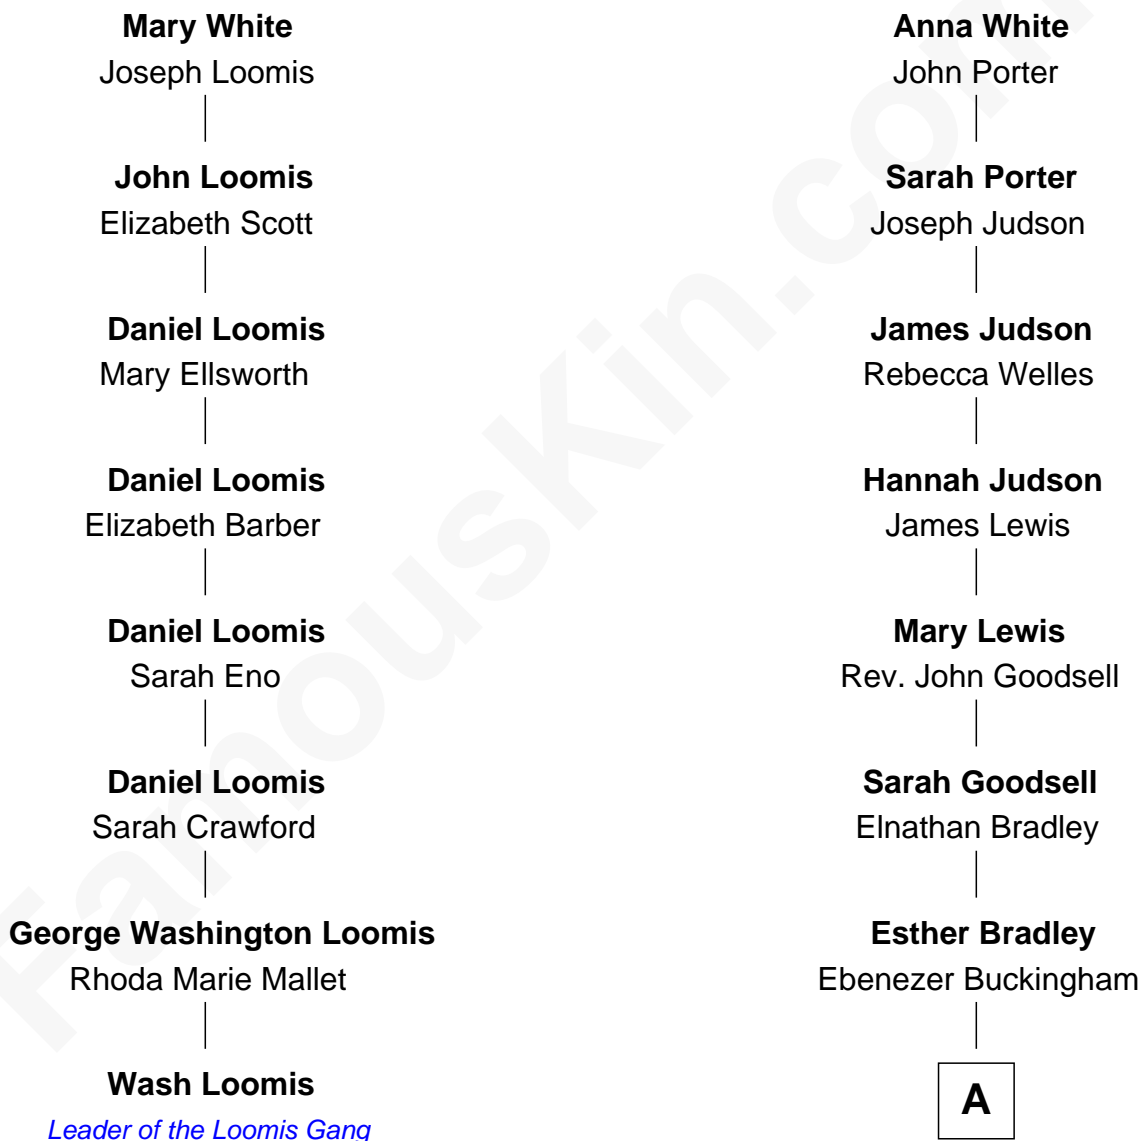 Mary White
Joseph Loomis
John Loomis
Elizabeth Scott
Daniel Loomis
Mary Ellsworth
Daniel Loomis
Elizabeth Barber
Daniel Loomis
Sarah Eno
Daniel Loomis
Sarah Crawford
George Washington Loomis
Rhoda Marie Mallet
Wash Loomis
Leader of the Loomis Gang
Anna White
John Porter
Sarah Porter
Joseph Judson
James Judson
Rebecca Welles
Hannah Judson
James Lewis
Mary Lewis
Rev. John Goodsell
Sarah Goodsell
Elnathan Bradley
Esther Bradley
Ebenezer Buckingham
A
FamousKin.com